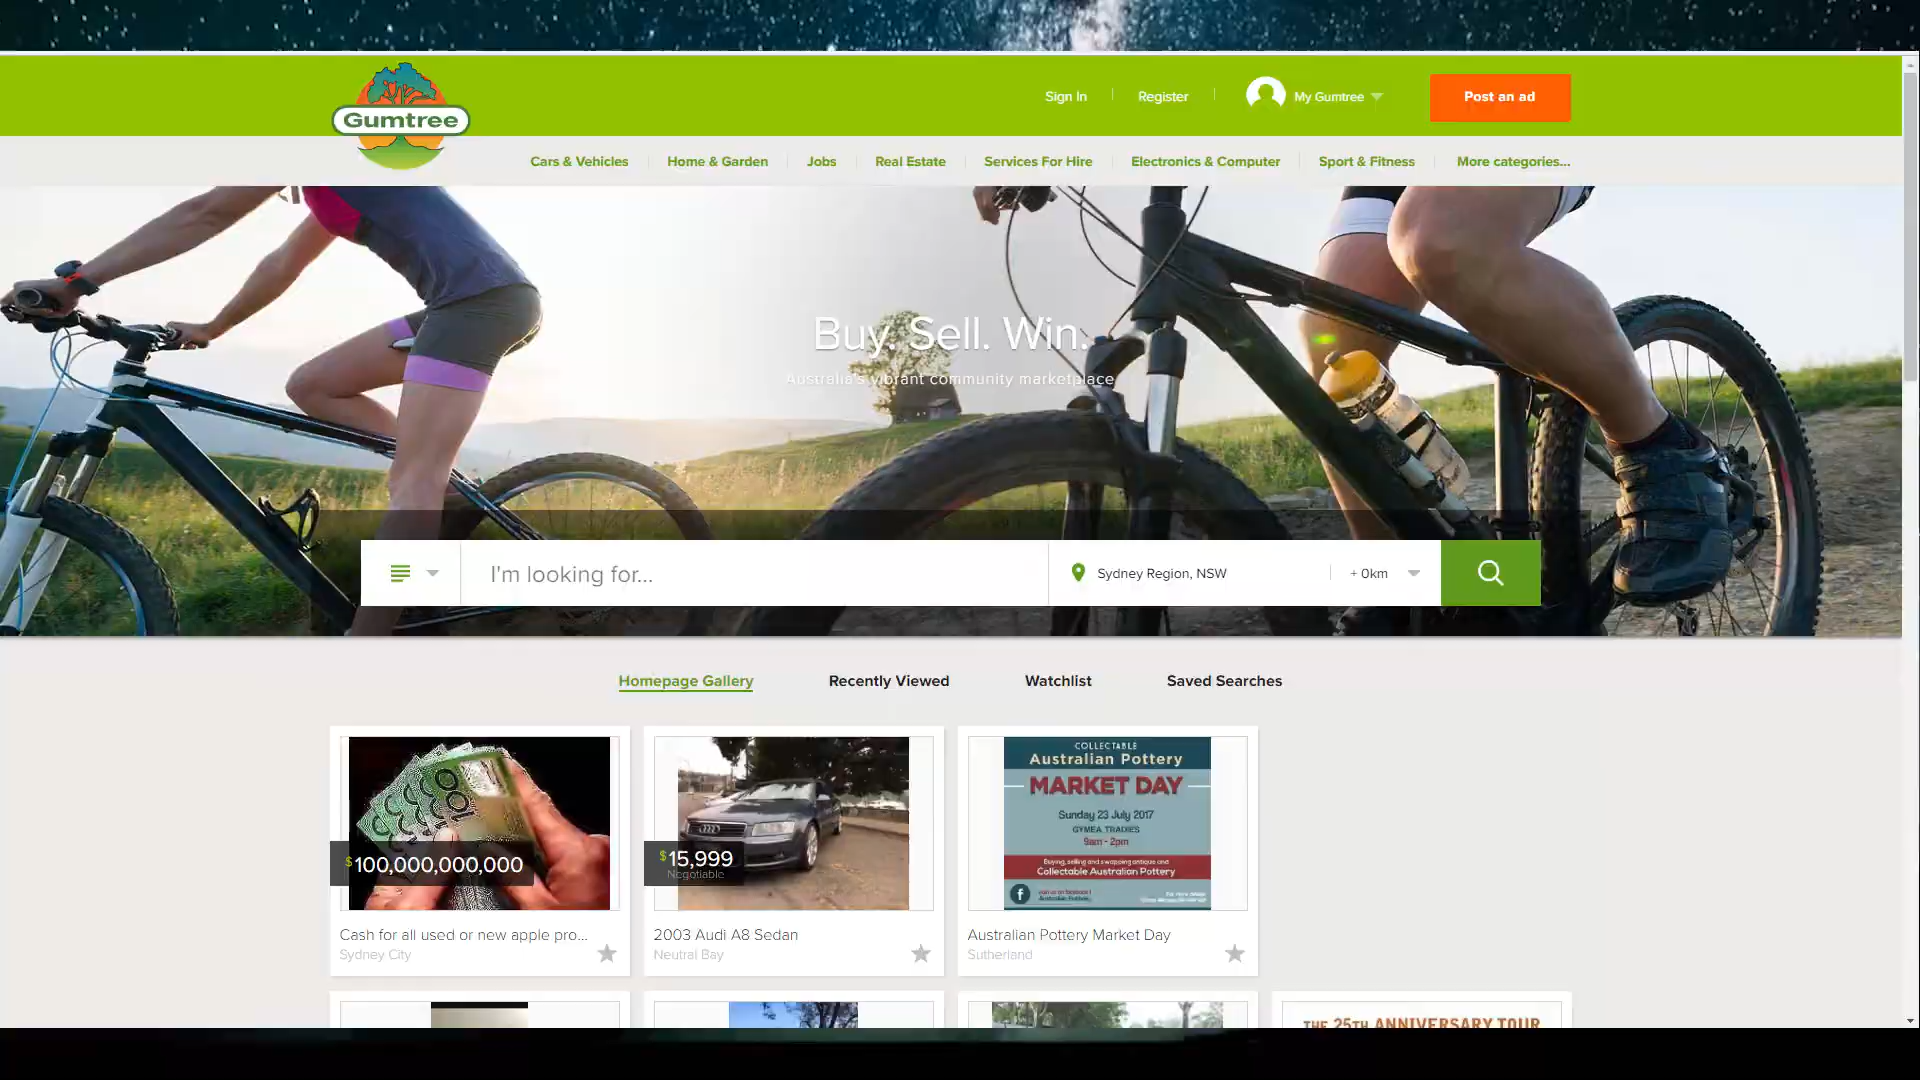 Gumtree
Sign In
Register
My Gumtree
Post an ad
Cars & Vehicles
Home & Garden
Jobs
Real Estate
Services For Hire
Electronics & Computer
Sport & Fitness
More categories...
Buy. Sell. Win.
Australia's vibrant community marketplace
I'm looking for...
Sydney Region, NSW
+ 0km
Homepage Gallery
Recently Viewed
Watchlist
Saved Searches
100
$100,000,000,000
Cash for all used or new apple pro...
Sydney City
$15,999
Negotiable
2003 Audi A8 Sedan
Neutral Bay
COLLECTABLE
Australian Pottery
MARKET DAY
Sunday 23 July 2017
GYMEA TRADIES
9am - 2pm
Buying, selling and swapping antique and
Collectable Australian Pottery
Australian Pottery Market Day
Sutherland
THE 25TH ANNIVERSARY TOUR